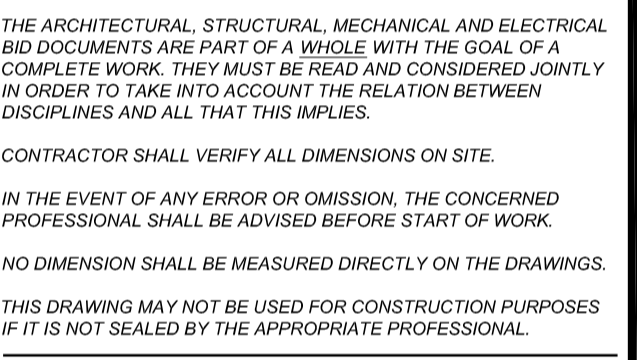 THE ARCHITECTURAL, STRUCTURAL, MECHANICAL AND ELECTRICAL
BID DOCUMENTS ARE PART OF A WHOLE WITH THE GOAL OF A
COMPLETE WORK. THEY MUST BE READ AND CONSIDERED JOINTLY
IN ORDER TO TAKE INTO ACCOUNT THE RELATION BETWEEN
DISCIPLINES AND ALL THAT THIS IMPLIES.
CONTRACTOR SHALL VERIFY ALL DIMENSIONS ON SITE.
IN THE EVENT OF ANY ERROR OR OMISSION, THE CONCERNED
PROFESSIONAL SHALL BE ADVISED BEFORE START OF WORK.
NO DIMENSION SHALL BE MEASURED DIRECTLY ON THE DRAWINGS.
THIS DRAWING MAY NOT BE USED FOR CONSTRUCTION PURPOSES
IF IT IS NOT SEALED BY THE APPROPRIATE PROFESSIONAL.